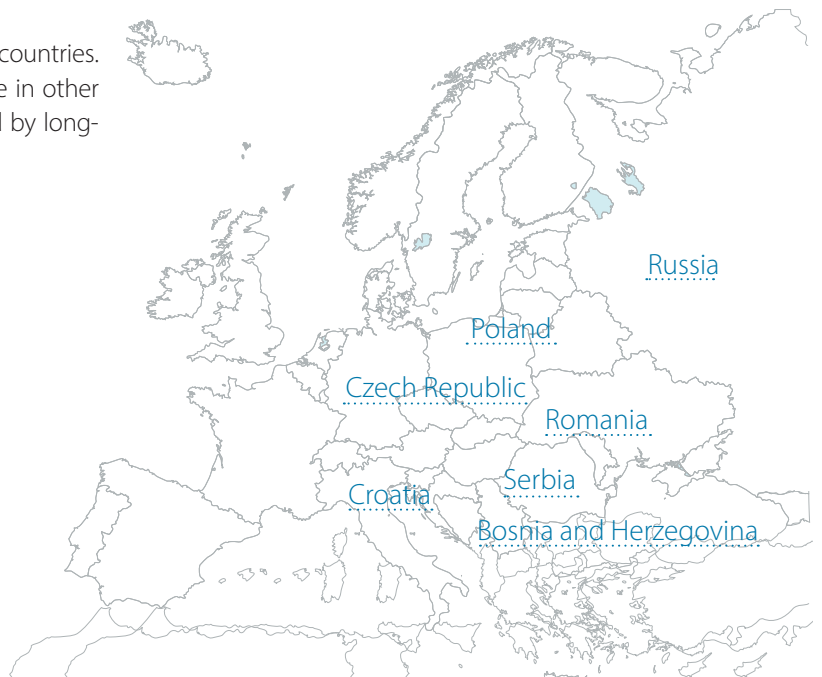 countries.
e in other
l by long-
Russia
Poland
Czech Republic
Romania
Serbia
Croatia
Bosnia and Herzegovina